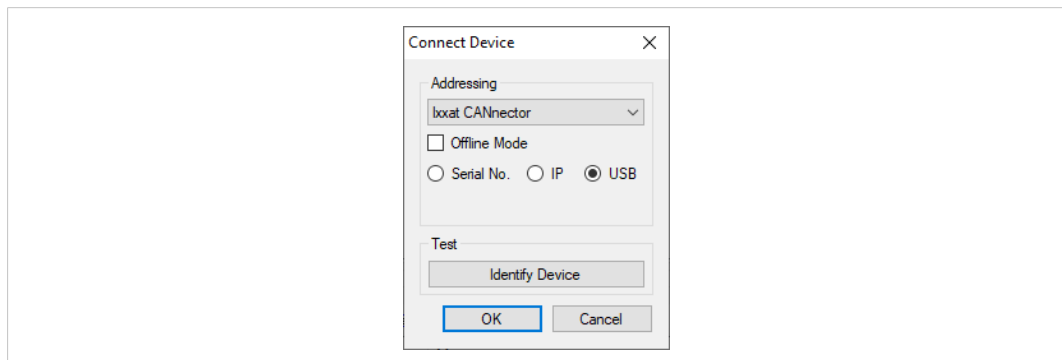 Connect Device
Addressing
Ixxat CANnector
Offline Mode
Serial No. IP USB
Test
Identify Device
OK Cancel